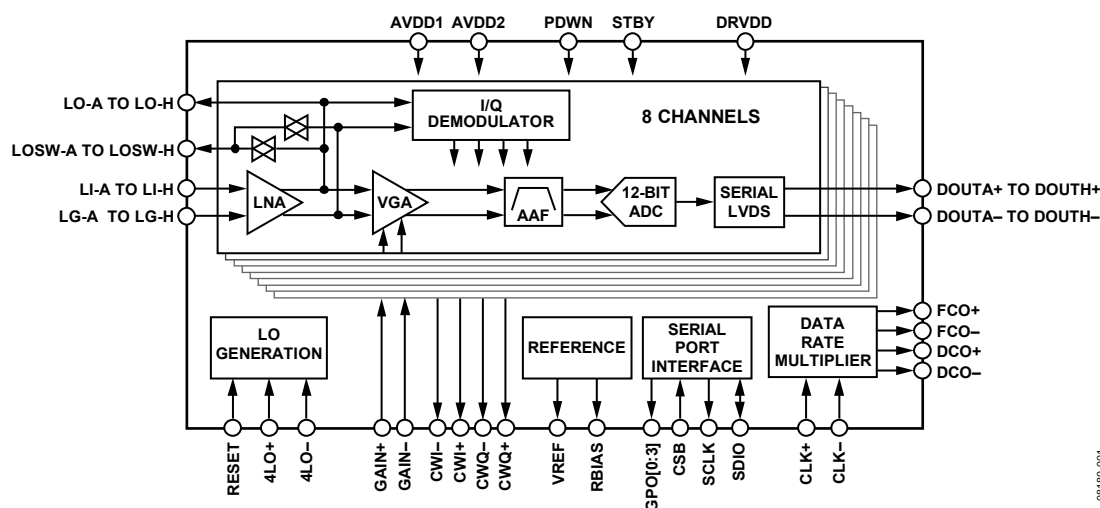 AVDD1 AVDD2 PDWN STBY DRVDD
LO-A TO LO-H
LOSW-A TO LOSW-H
LI-A TO LI-H
LG-A TO LG-H
I/Q
DEMODULATOR
8 CHANNELS
LNA
VGA
AAF
12-BIT
ADC
SERIAL
LVDS
DOUTA+ TO DOUTH+
DOUTA– TO DOUTH–
LO
GENERATION
REFERENCE
SERIAL
PORT
INTERFACE
DATA
RATE
MULTIPLIER
FCO+
FCO–
DCO+
DCO–
RESET
4LO+
4LO–
GAIN+
GAIN–
CWI–
CWI+
CWQ–
CWQ+
VREF
RBIAS
GPO[0:3]
CSB
SCLK
SDIO
CLK+
CLK–